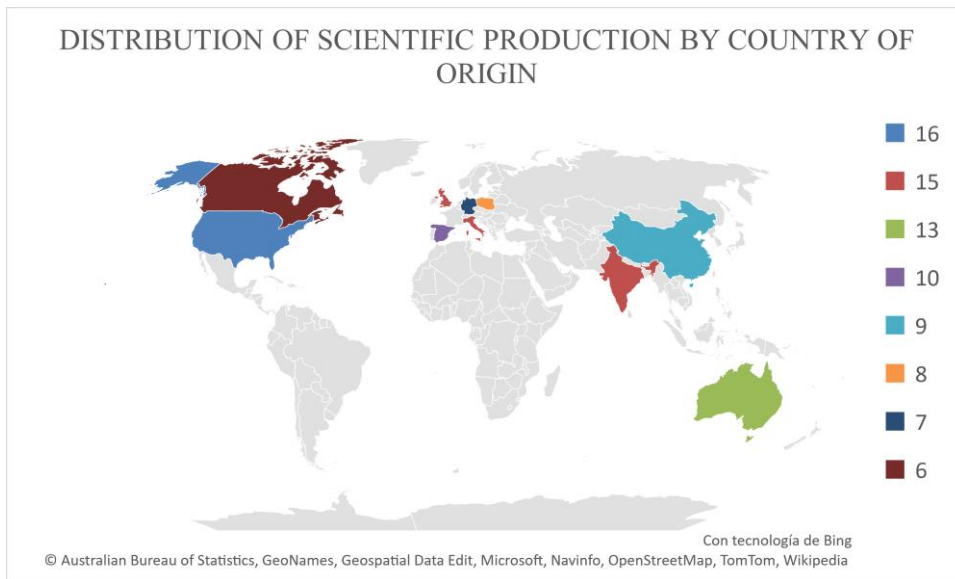 DISTRIBUTION OF SCIENTIFIC PRODUCTION BY COUNTRY OF
ORIGIN
16
15
13
10
9
8
7
6
Con tecnología de Bing
© Australian Bureau of Statistics, GeoNames, Geospatial Data Edit, Microsoft, Navinfo, OpenStreetMap, TomTom, Wikipedia